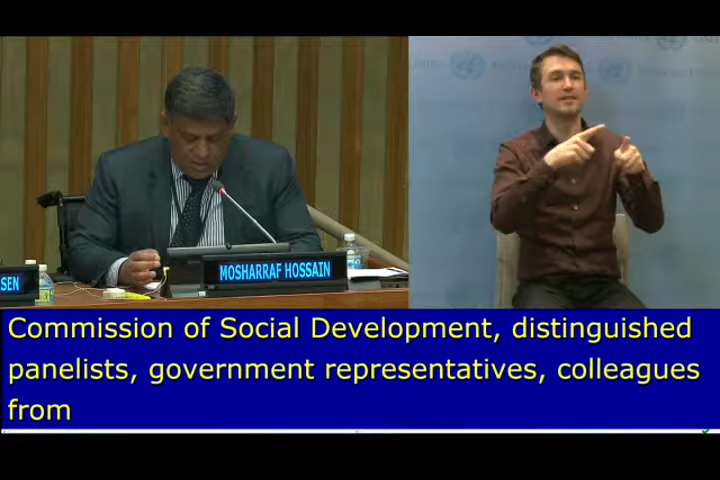 SEN
MOSHARRAF HOSSAIN
Commission of Social Development, distinguished
panelists, government representatives, colleagues
from